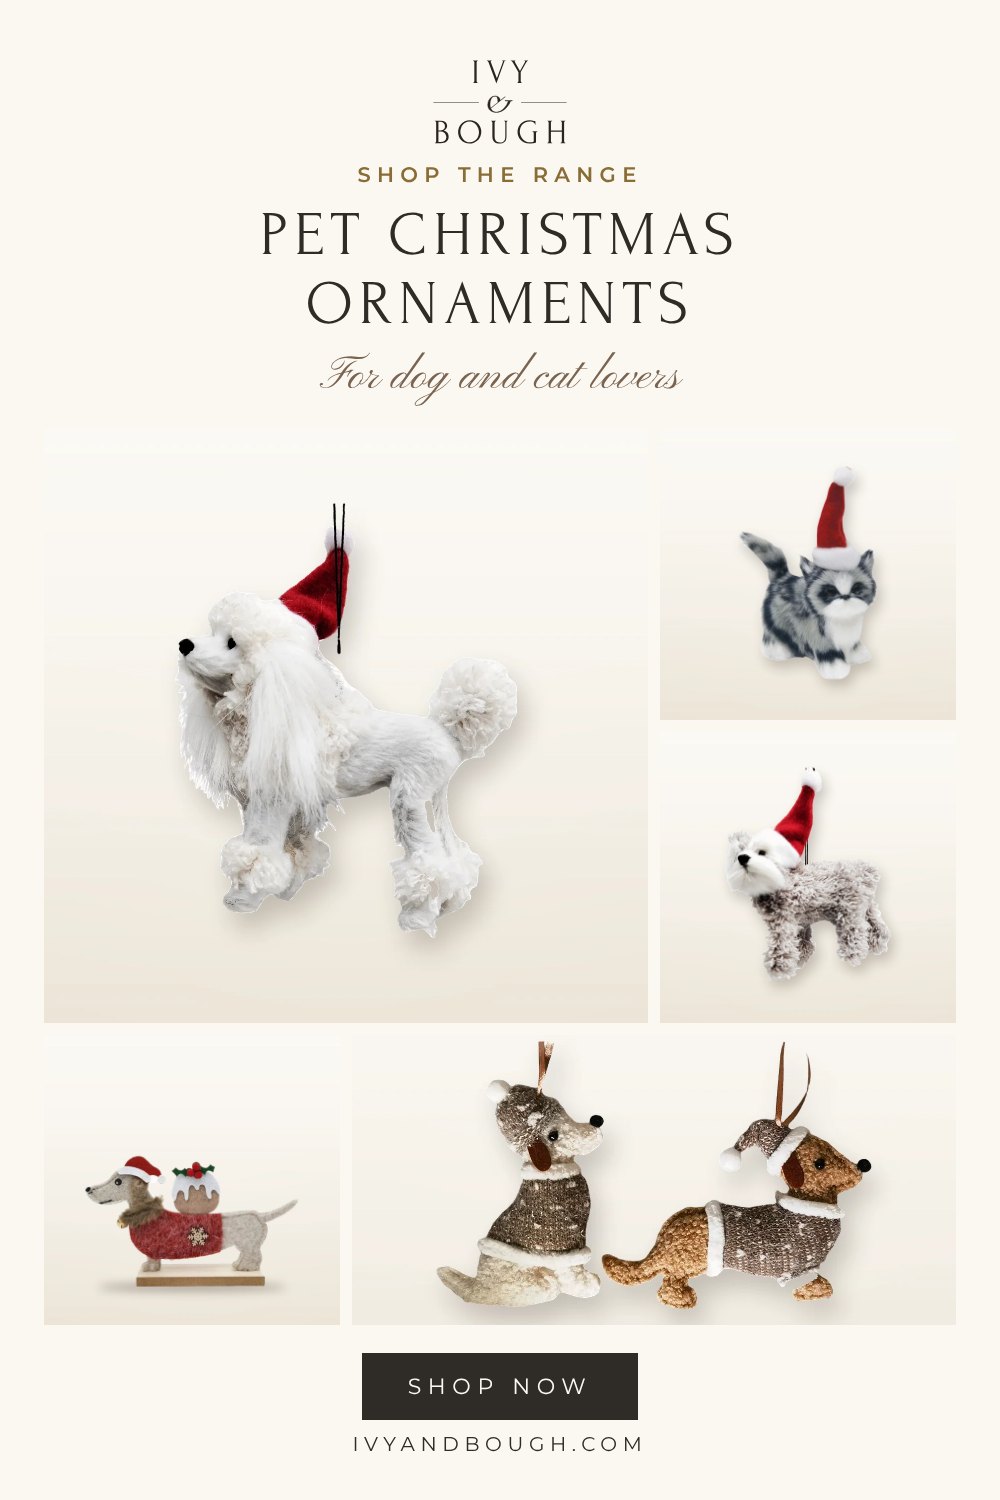 IVY
&
BOUGH
SHOP THE RANGE
PET CHRISTMAS
ORNAMENTS
For dog and cat lovers
SHOP NOW
IVYANDBOUGH.COM